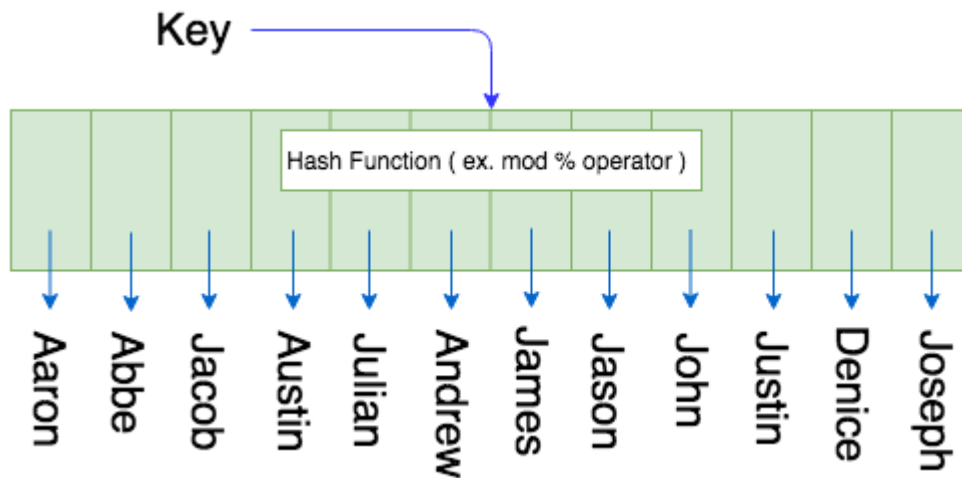 Key
Hash Function ( ex. mod % operator )
Aaron
Abbe
Jacob
Austin
Julian
Andrew
James
Jason
John
Justin
Denice
Joseph